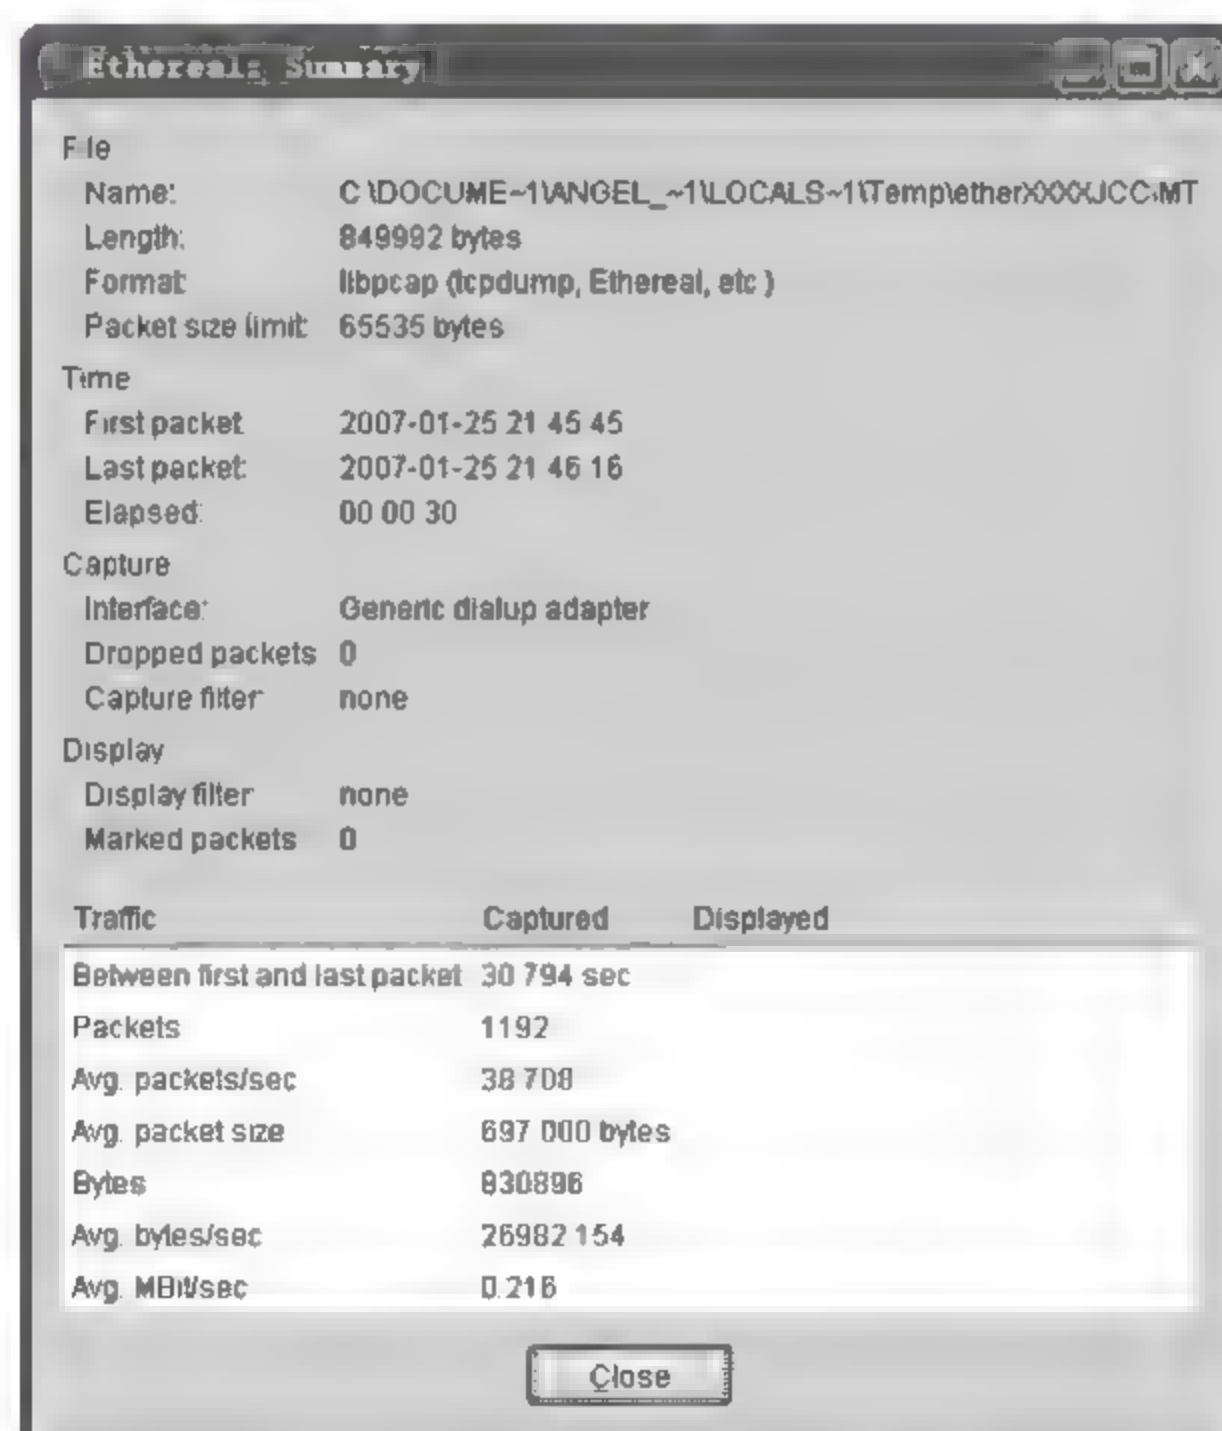 Ethereal: Summary
File
Name: C \DOCUME~1\ANGEL_~1\LOCALS~1\Temp\etherXXXXJCC.MT
Length: 849992 bytes
Format: libpcap (tcpdump, Ethereal, etc )
Packet size limit: 65535 bytes
Time
First packet 2007-01-25 21 45 45
Last packet: 2007-01-25 21 46 16
Elapsed: 00 00 30
Capture
Interface: Generic dialup adapter
Dropped packets 0
Capture filter none
Display
Display filter none
Marked packets 0
Traffic Captured Displayed
Between first and last packet 30 794 sec
Packets 1192
Avg. packets/sec 38 708
Avg. packet size 697 000 bytes
Bytes 830896
Avg. bytes/sec 26982 154
Avg. MBit/sec 0.216
Close